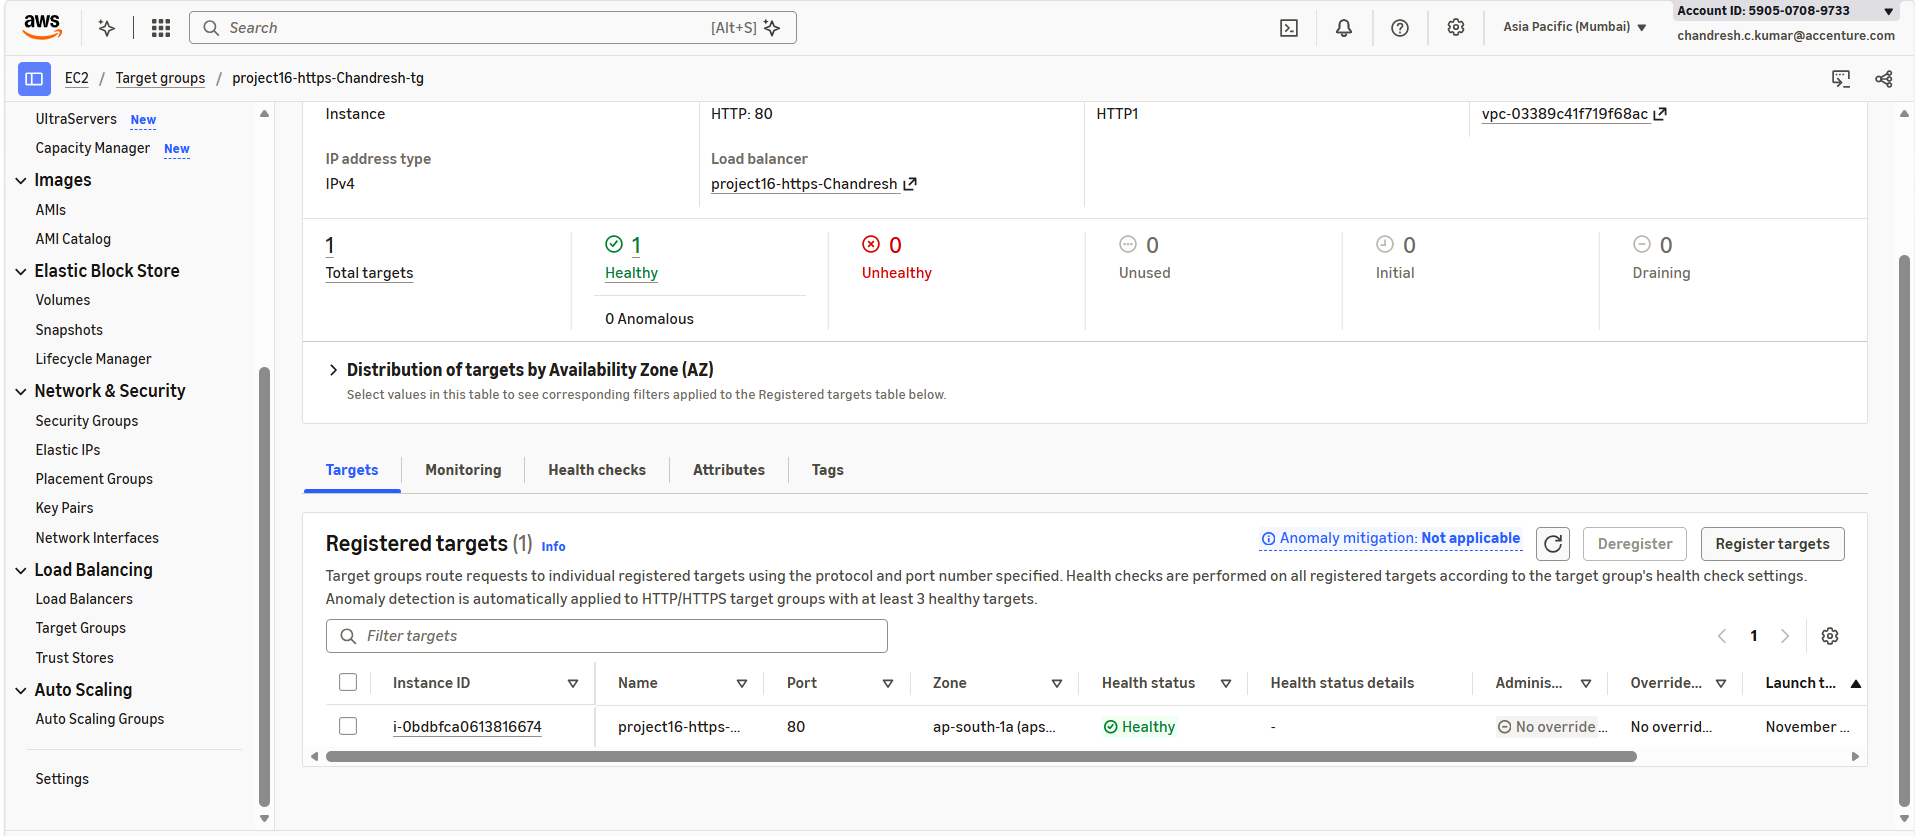 aws
Search [Alt+S]
Asia Pacific (Mumbai)
Account ID: 5905-0708-9733
chandresh.c.kumar@accenture.com
EC2 / Target groups / project16-https-Chandresh-tg
UltraServers New
Capacity Manager New
Images
AMIs
AMI Catalog
Elastic Block Store
Volumes
Snapshots
Lifecycle Manager
Network & Security
Security Groups
Elastic IPs
Placement Groups
Key Pairs
Network Interfaces
Load Balancing
Load Balancers
Target Groups
Trust Stores
Auto Scaling
Auto Scaling Groups
Settings
Instance HTTP: 80 HTTP1 vpc-03389c41f719f68ac
IP address type Load balancer
IPv4 project16-https-Chandresh
1 1 0 0 0 0
Total targets Healthy Unhealthy Unused Initial Draining
0 Anomalous
Distribution of targets by Availability Zone (AZ)
Select values in this table to see corresponding filters applied to the Registered targets table below.
Targets Monitoring Health checks Attributes Tags
Registered targets (1) Info Anomaly mitigation: Not applicable Deregister Register targets
Target groups route requests to individual registered targets using the protocol and port number specified. Health checks are performed on all registered targets according to the target group's health check settings.
Anomaly detection is automatically applied to HTTP/HTTPS target groups with at least 3 healthy targets.
Filter targets 1
Instance ID Name Port Zone Health status Health status details Adminis... Override... Launch t...
i-0bdbfca0613816674 project16-https-... 80 ap-south-1a (aps... Healthy - No override ... No overrid... November ...